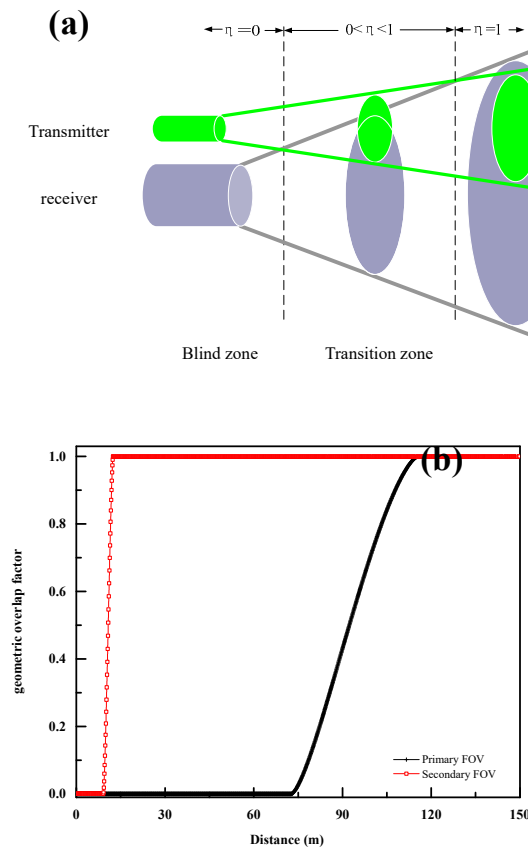 (a)
η=0
0<η<1
η=1
Transmitter
receiver
Blind zone
Transition zone
(b)
1.0
0.8
0.6
0.4
0.2
0.0
geometric overlap factor
Primary FOV
Secondary FOV
0
30
60
90
120
150
Distance (m)